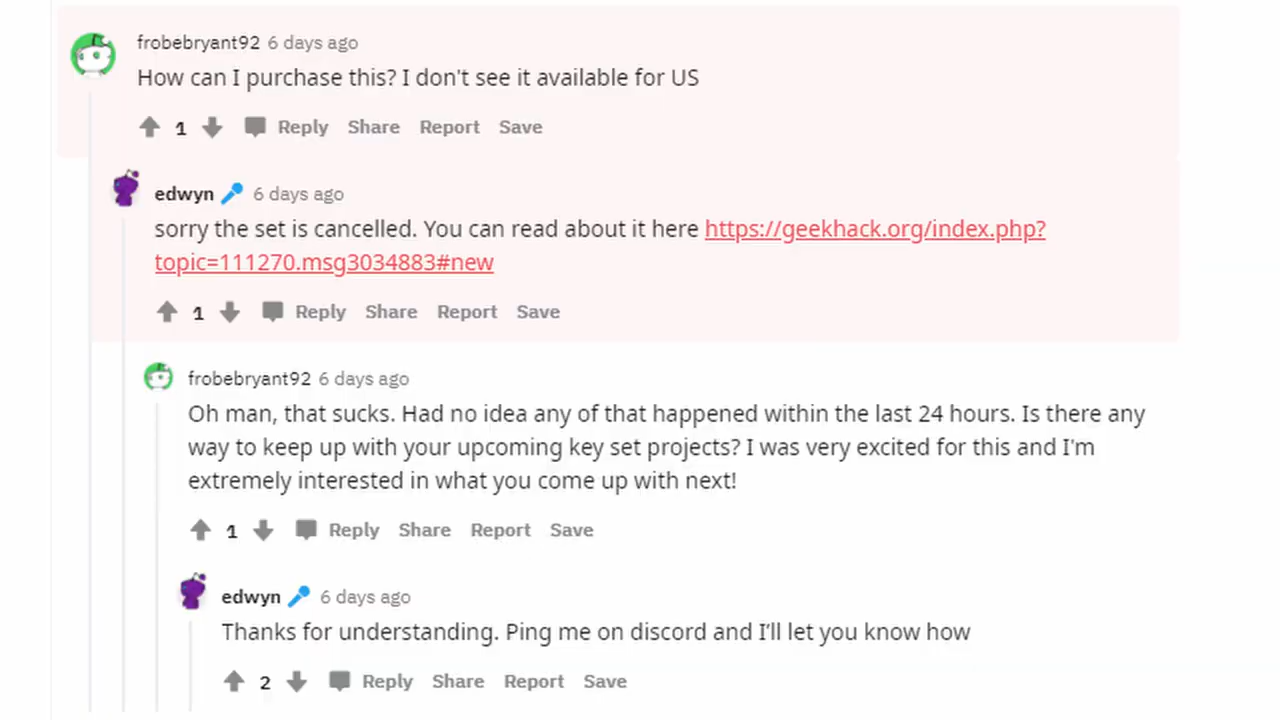 frobebryant92 6 days ago
How can I purchase this? I don't see it available for US
1 Reply Share Report Save
edwyn 6 days ago
sorry the set is cancelled. You can read about it here https://geekhack.org/index.php?
topic=111270.msg3034883#new
1 Reply Share Report Save
frobebryant92 6 days ago
Oh man, that sucks. Had no idea any of that happened within the last 24 hours. Is there any
way to keep up with your upcoming key set projects? I was very excited for this and I'm
extremely interested in what you come up with next!
1 Reply Share Report Save
edwyn 6 days ago
Thanks for understanding. Ping me on discord and I’ll let you know how
2 Reply Share Report Save